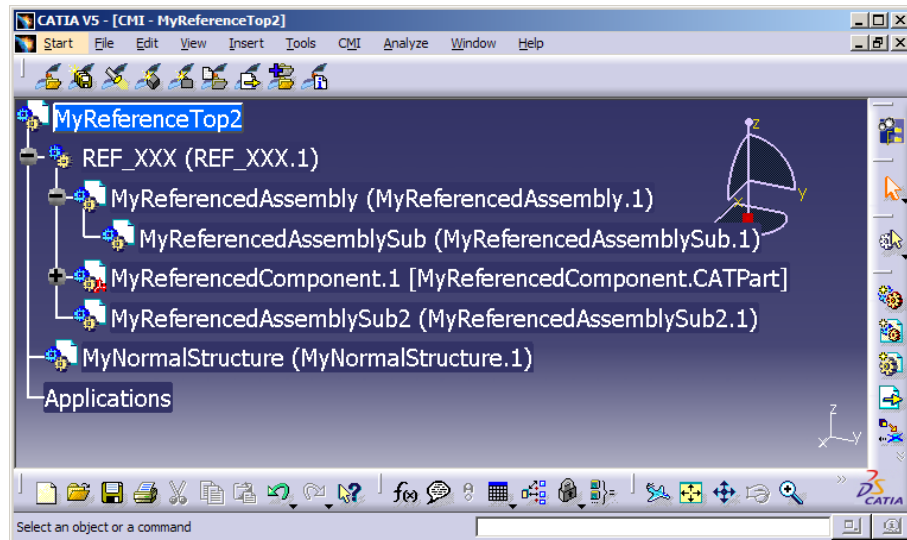 CATIA V5 - [CMI - MyReferenceTop2]
Start File Edit View Insert Tools CMI Analyze Window Help
MyReferenceTop2
REF_XXX (REF_XXX.1)
MyReferencedAssembly (MyReferencedAssembly.1)
MyReferencedAssemblySub (MyReferencedAssemblySub.1)
MyReferencedComponent.1 [MyReferencedComponent.CATPart]
MyReferencedAssemblySub2 (MyReferencedAssemblySub2.1)
MyNormalStructure (MyNormalStructure.1)
Applications
z
y
x
z
y
x
f(x)
CATIA
Select an object or a command